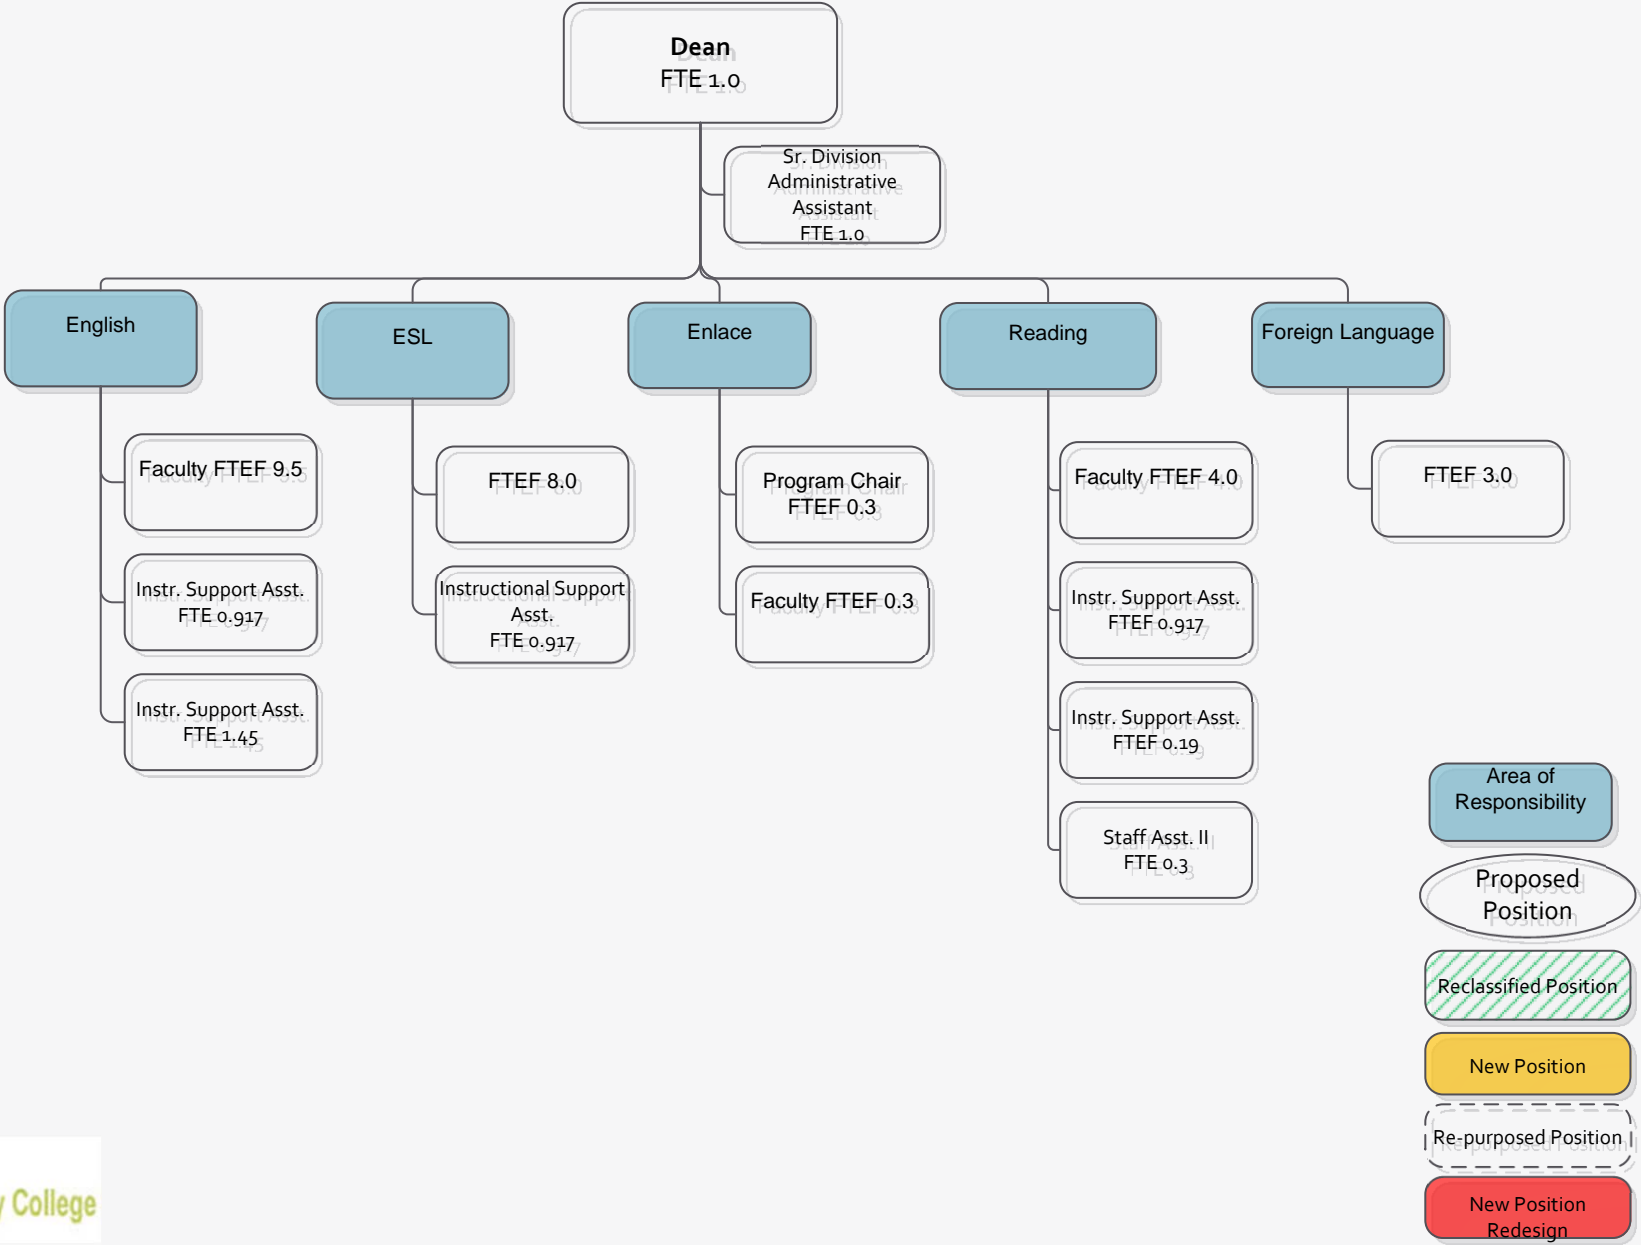 Dean
FTE 1.0
Sr. Division
Administrative
Assistant
FTE 1.0
English
ESL
Enlace
Reading
Foreign Language
Faculty FTEF 9.5
Instr. Support Asst.
FTE 0.917
Instr. Support Asst.
FTE 1.45
FTEF 8.0
Instructional Support
Asst.
FTE 0.917
Program Chair
FTEF 0.3
Faculty FTEF 0.3
Faculty FTEF 4.0
Instr. Support Asst.
FTEF 0.917
Instr. Support Asst.
FTEF 0.19
Staff Asst. II
FTE 0.3
FTEF 3.0
Area of
Responsibility
Proposed
Position
Reclassified Position
New Position
Re-purposed Position
New Position
Redesign
y College